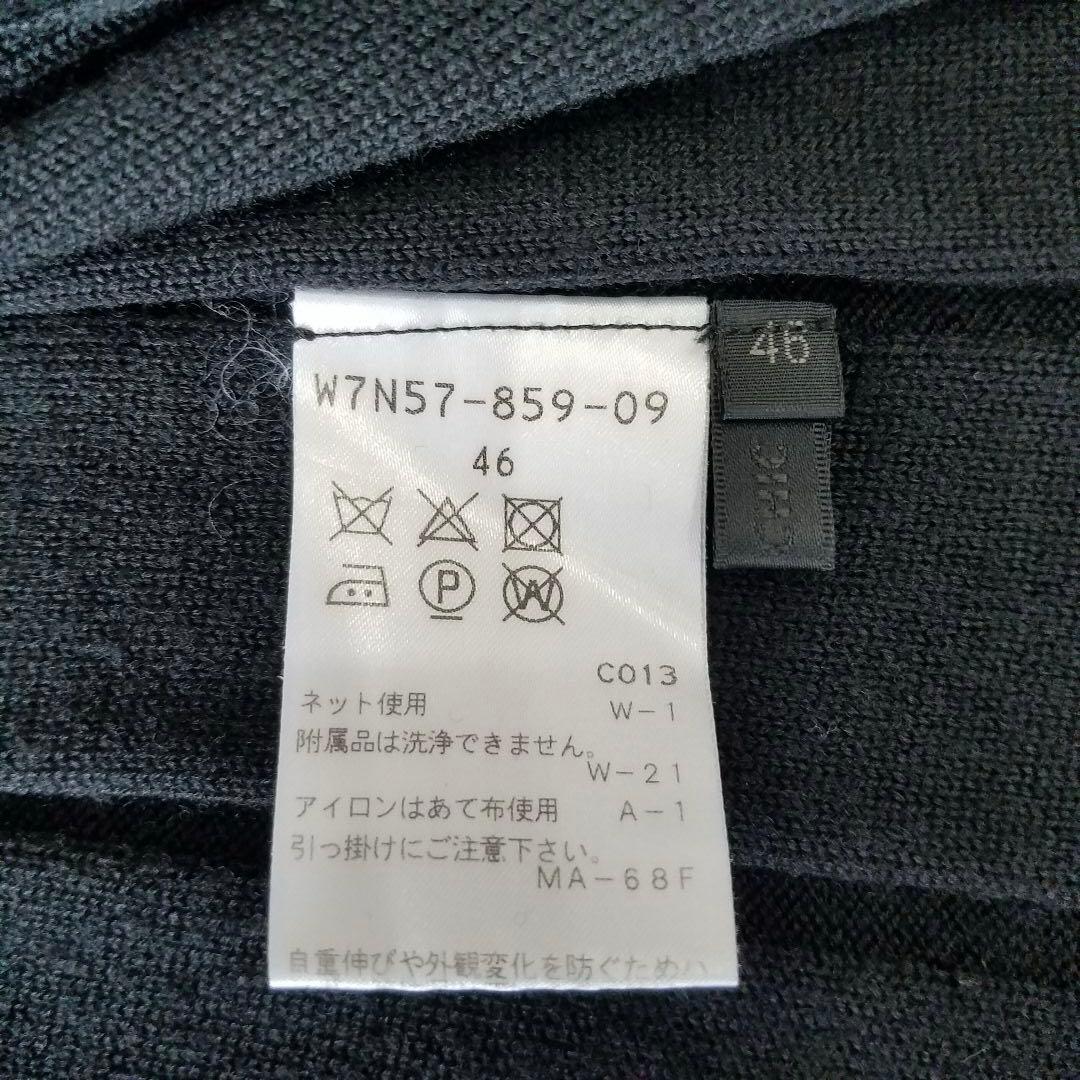 W7N57-859-09
46
P
W
C013
ネット使用 W-1
附属品は洗浄できません。
W-21
アイロンはあて布使用 A-1
引っ掛けにご注意下さい。
MA-68F
自重伸びや外観変化を防ぐためハ
46
CHIC